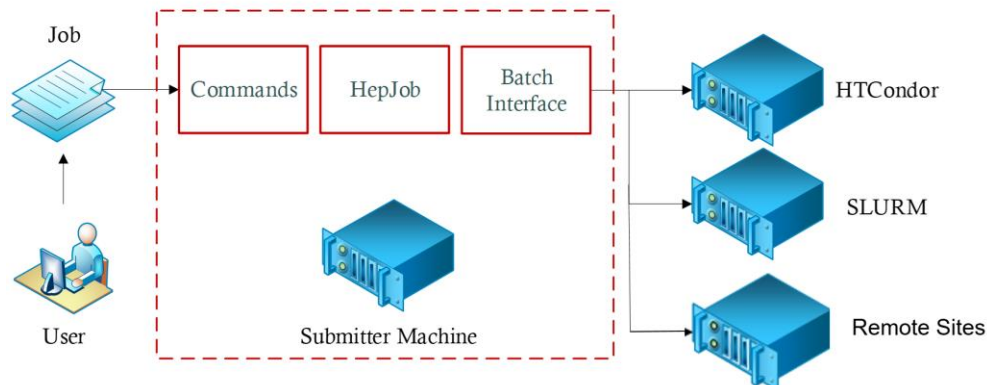 Job
Commands
HepJob
Batch
Interface
HTCondor
SLURM
User
Submitter Machine
Remote Sites